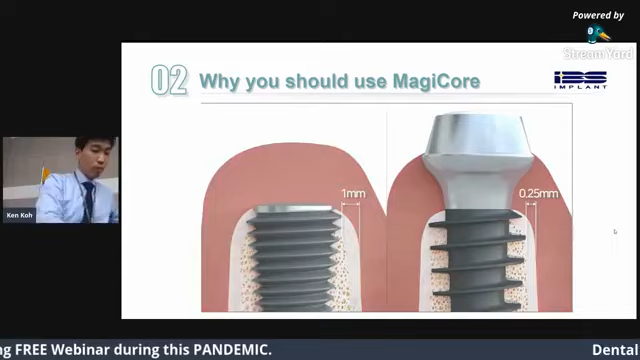 Powered by
StreamYard
02 Why you should use MagiCore
IBS
IMPLANT
1mm
0.25mm
Ken Koh
ng FREE Webinar during this PANDEMIC.
Dental